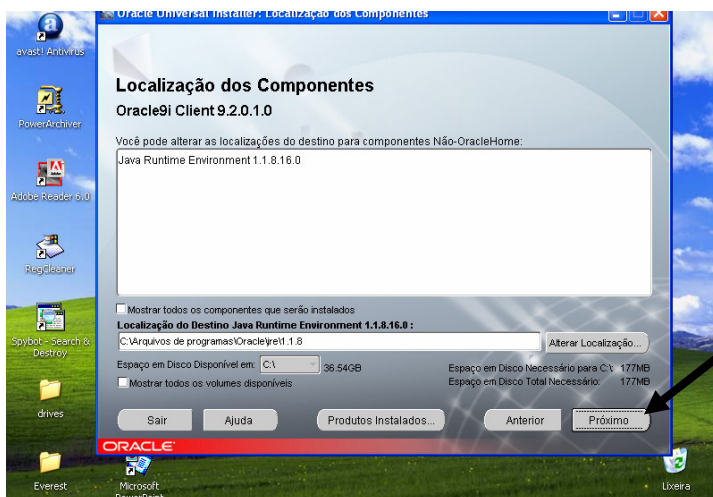 Oracle Universal Installer: Localização dos Componentes
avast! Antivirus
PowerArchiver
Adobe Reader 6.0
RegCleaner
Spybot - Search &
Destroy
drives
Everest
Localização dos Componentes
Oracle9i Client 9.2.0.1.0
Você pode alterar as localizações do destino para componentes Não-OracleHome:
Java Runtime Environment 1.1.8.16.0
Mostrar todos os componentes que serão instalados
Localização do Destino Java Runtime Environment 1.1.8.16.0 :
C:\Arquivos de programas\Oracle\jre\1.1.8
Alterar Localização...
Espaço em Disco Disponível em: C:\ 36.54GB
Espaço em Disco Necessário para C:\: 177MB
Mostrar todos os volumes disponíveis
Espaço em Disco Total Necessário: 177MB
Sair Ajuda Produtos Instalados... Anterior Próximo
ORACLE
Microsoft
PowerPoint
Lixeira